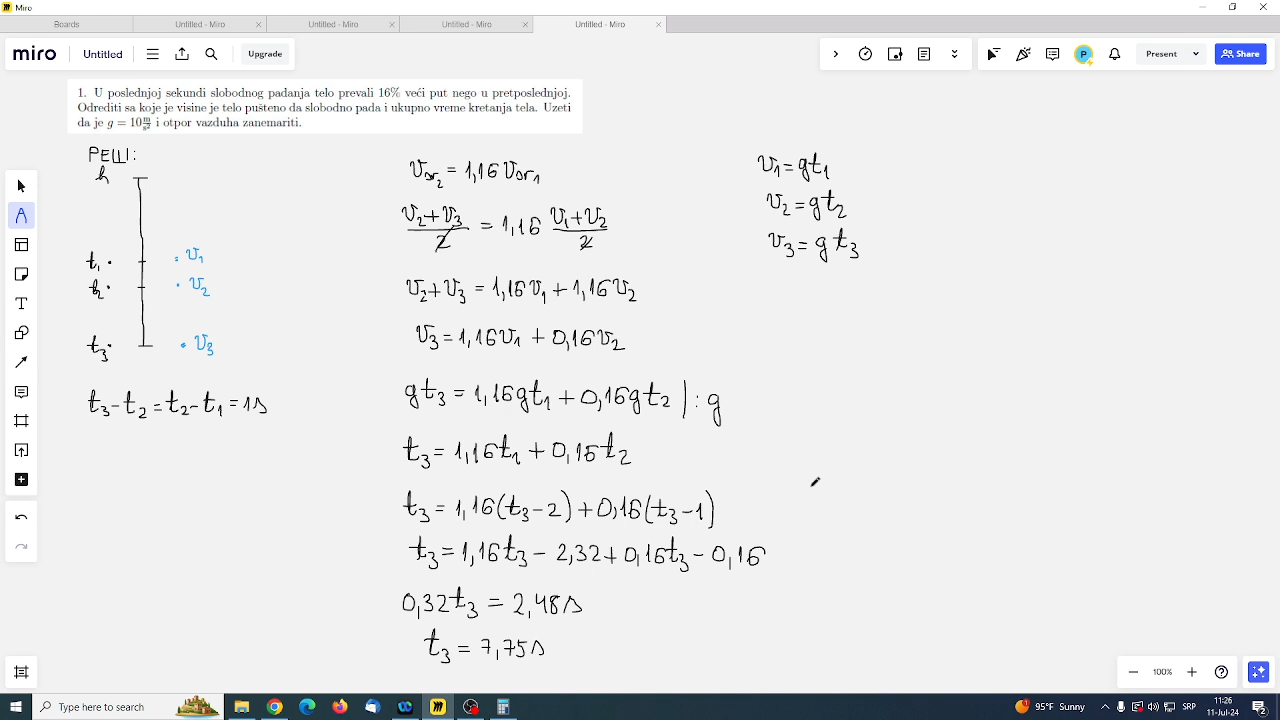 Miro
Boards
Untitled - Miro
Untitled - Miro
Untitled - Miro
Untitled - Miro
miro
Untitled
Upgrade
P
Present
Share
1. U poslednjoj sekundi slobodnog padanja telo prevali 16% veći put nego u pretposlednjoj.
Odrediti sa koje je visine je telo pušteno da slobodno pada i ukupno vreme kretanja tela. Uzeti
da je g = 10 m/s² i otpor vazduha zanemariti.
h
t₁
t₂
t₃
v₁
v₂
v₃
t₃-t₂=t₂-t₁=1s
v_sr₂=1,16v_sr₁
(v₂+v₃)/2 = 1,16 (v₁+v₂)/2
v₂+v₃=1,16v₁+1,16v₂
v₃=1,16v₁+0,16v₂
gt₃=1,16gt₁+0,16gt₂ |:g
t₃=1,16t₁+0,16t₂
t₃=1,16(t₃-2)+0,16(t₃-1)
t₃=1,16t₃-2,32+0,16t₃-0,16
0,32t₃=2,48s
t₃=7,75s
v₁=gt₁
v₂=gt₂
v₃=gt₃
100%
Type here to search
95°F Sunny
SRP
11:26
11-Jul-24
2